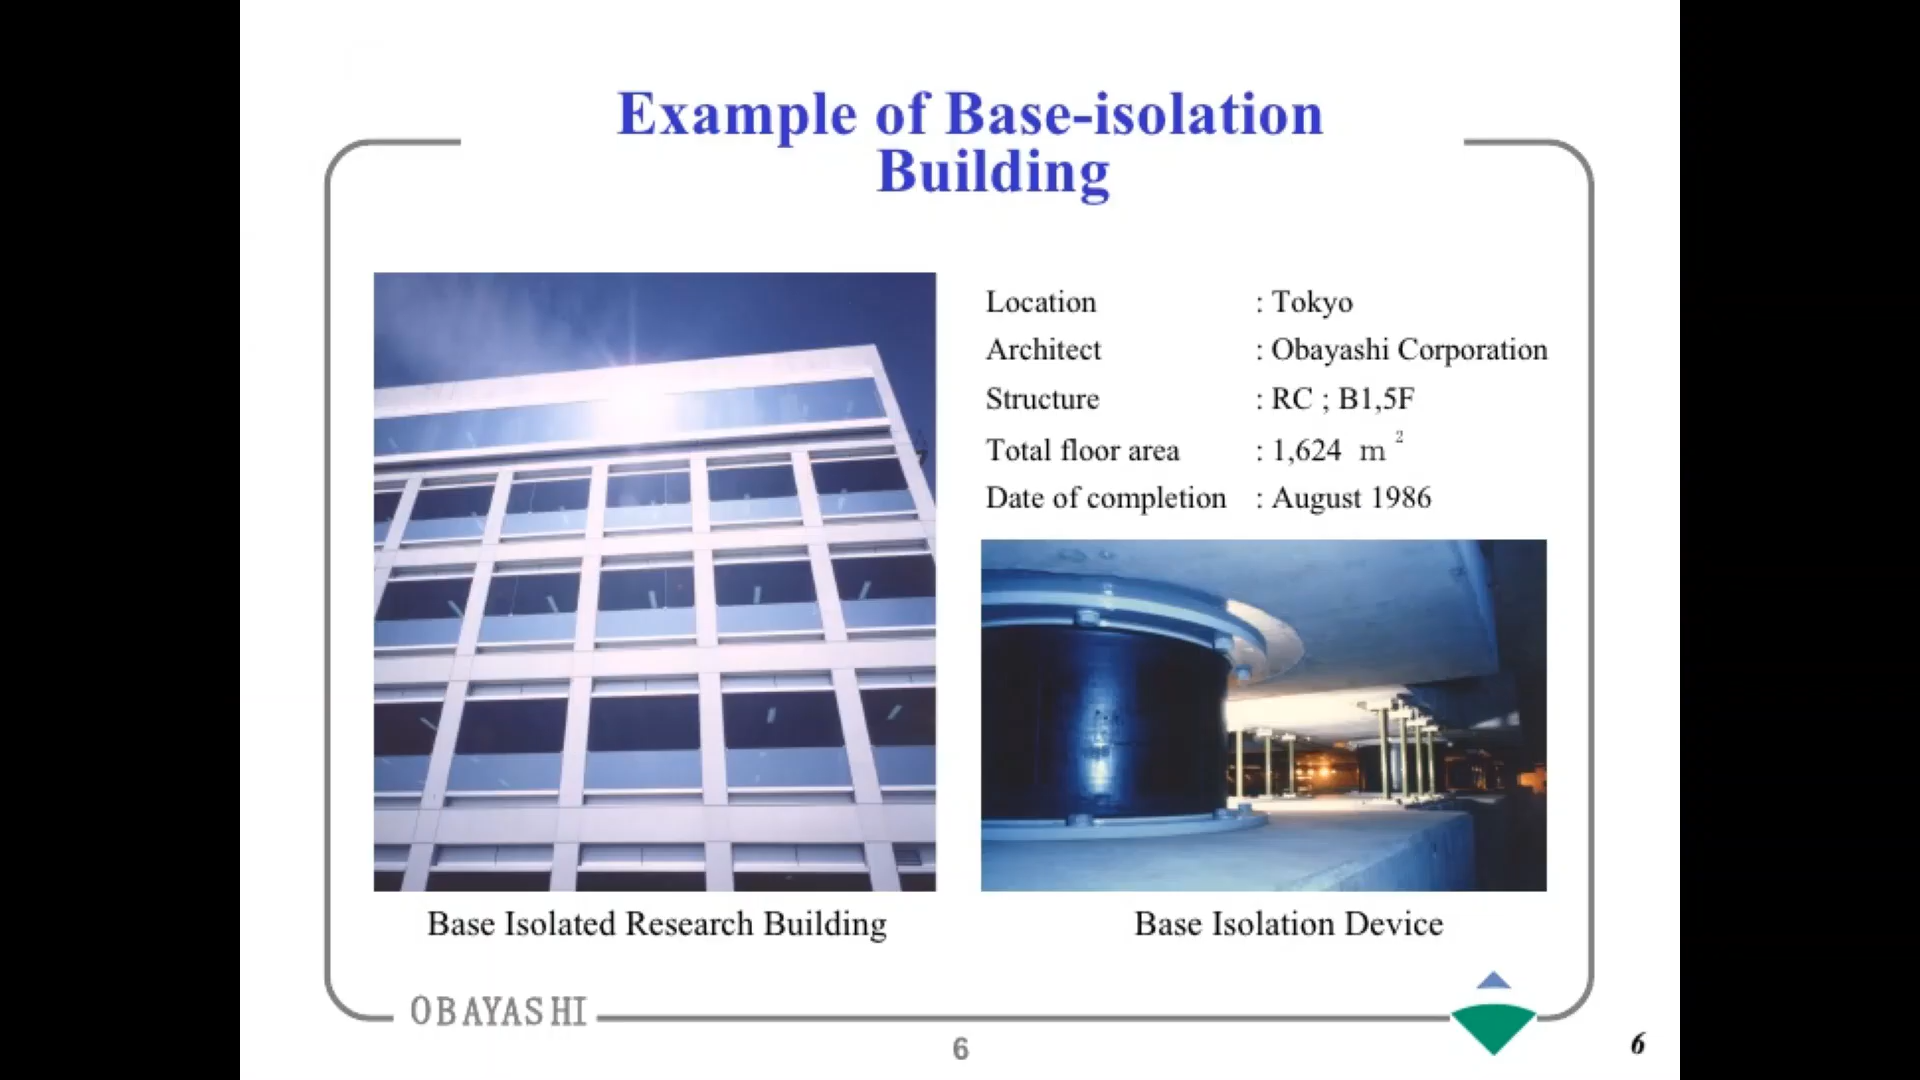 Example of Base-isolation
Building
Location : Tokyo
Architect : Obayashi Corporation
Structure : RC ; B1,5F
Total floor area : 1,624 m²
Date of completion : August 1986
Base Isolated Research Building
Base Isolation Device
OBAYASHI
6
6